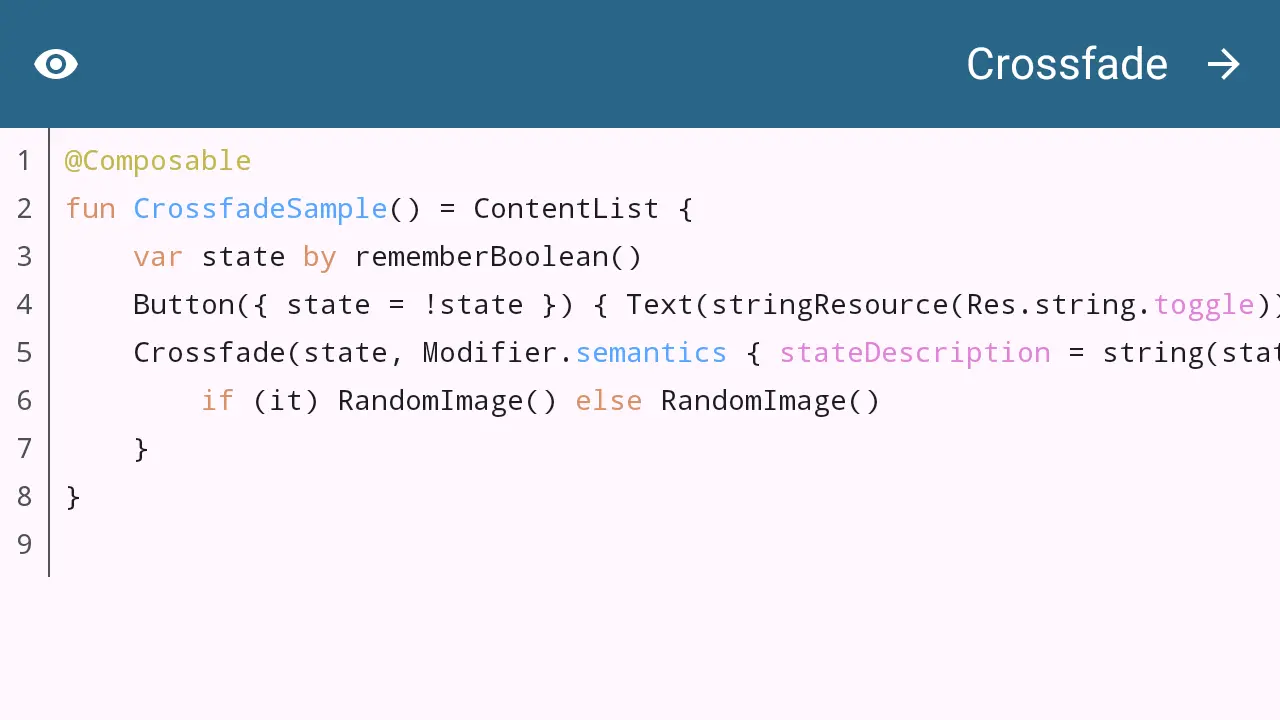 Crossfade
1 @Composable
2 fun CrossfadeSample() = ContentList {
3     var state by rememberBoolean()
4     Button({ state = !state }) { Text(stringResource(Res.string.toggle))
5     Crossfade(state, Modifier.semantics { stateDescription = string(stat
6         if (it) RandomImage() else RandomImage()
7     }
8 }
9